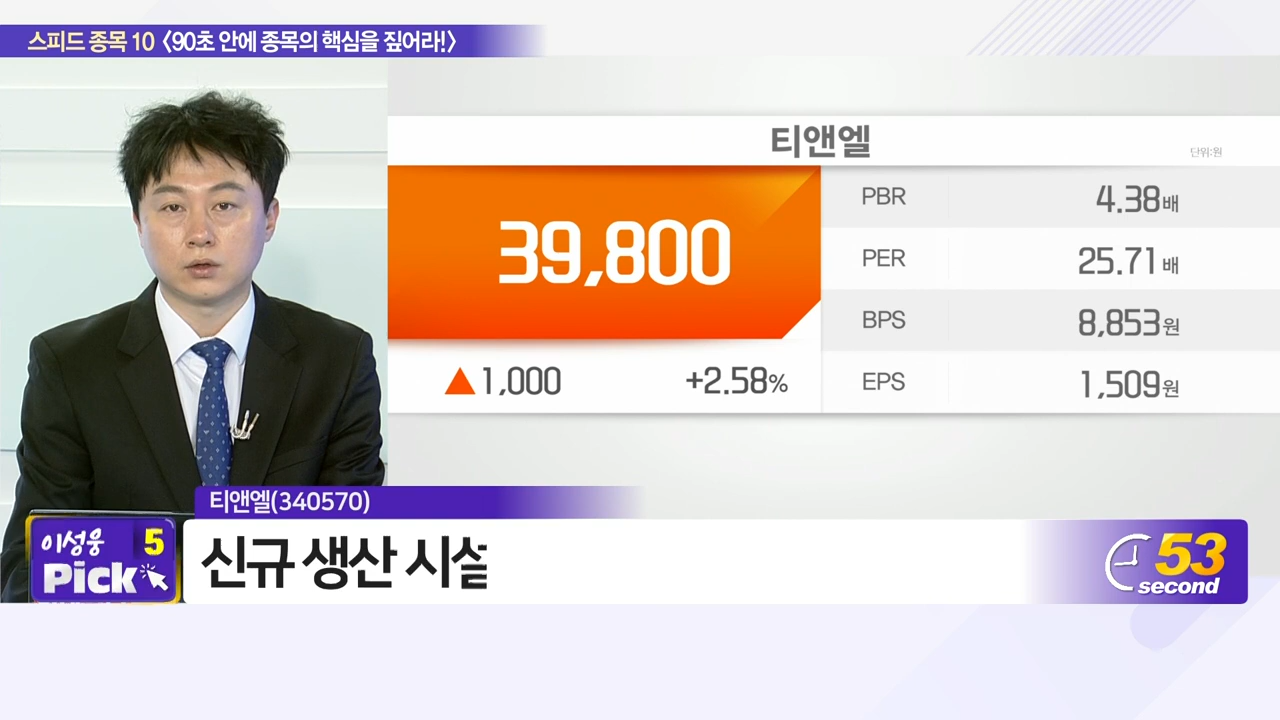 스피드 종목 10 〈90초 안에 종목의 핵심을 짚어라!〉
티앤엘
단위:원
39,800
▲1,000 +2.58%
PBR 4.38배
PER 25.71배
BPS 8,853원
EPS 1,509원
티앤엘(340570)
이성웅 5
Pick
신규 생산 시설
53
second